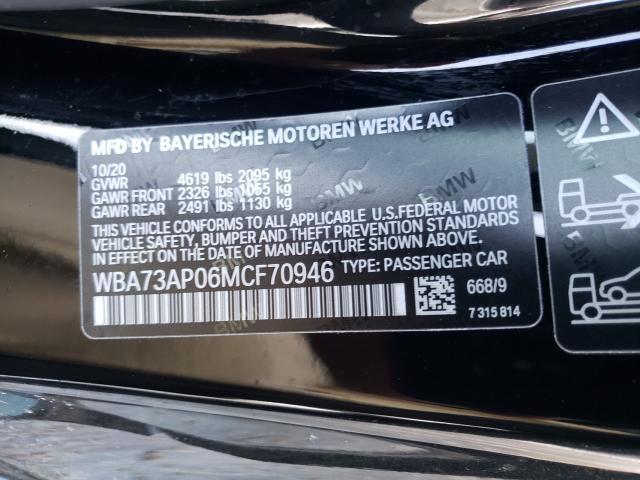 MFD BY BAYERISCHE MOTOREN WERKE AG
10/20
GVWR 4619 lbs 2095 kg
GAWR FRONT 2326 lbs 1055 kg
GAWR REAR 2491 lbs 1130 kg
THIS VEHICLE CONFORMS TO ALL APPLICABLE U.S. FEDERAL MOTOR
VEHICLE SAFETY, BUMPER, AND THEFT PREVENTION STANDARDS
IN EFFECT ON THE DATE OF MANUFACTURE SHOWN ABOVE.
WBA73AP06MCF70946 TYPE: PASSENGER CAR
668/9
7 315 814